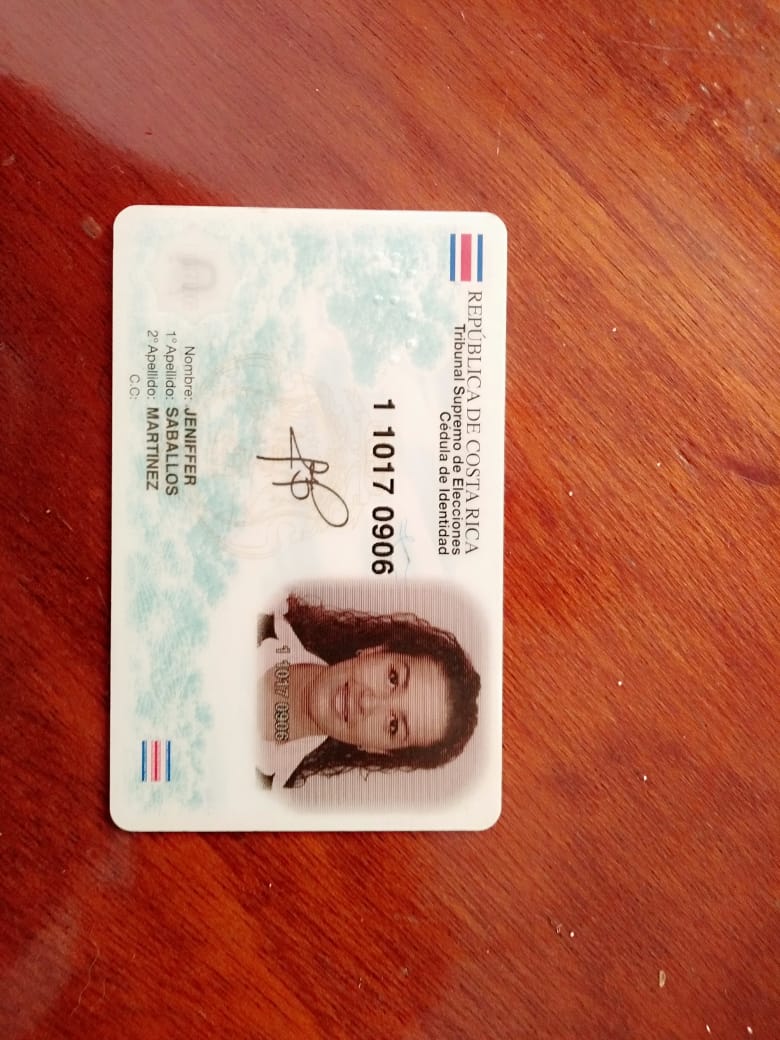 REPÚBLICA DE COSTA RICA
Tribunal Supremo de Elecciones
Cédula de Identidad
1 1017 0906
1 1017 0906
Nombre: JENIFFER
1° Apellido: SABALLOS
2° Apellido: MARTINEZ
C.C: